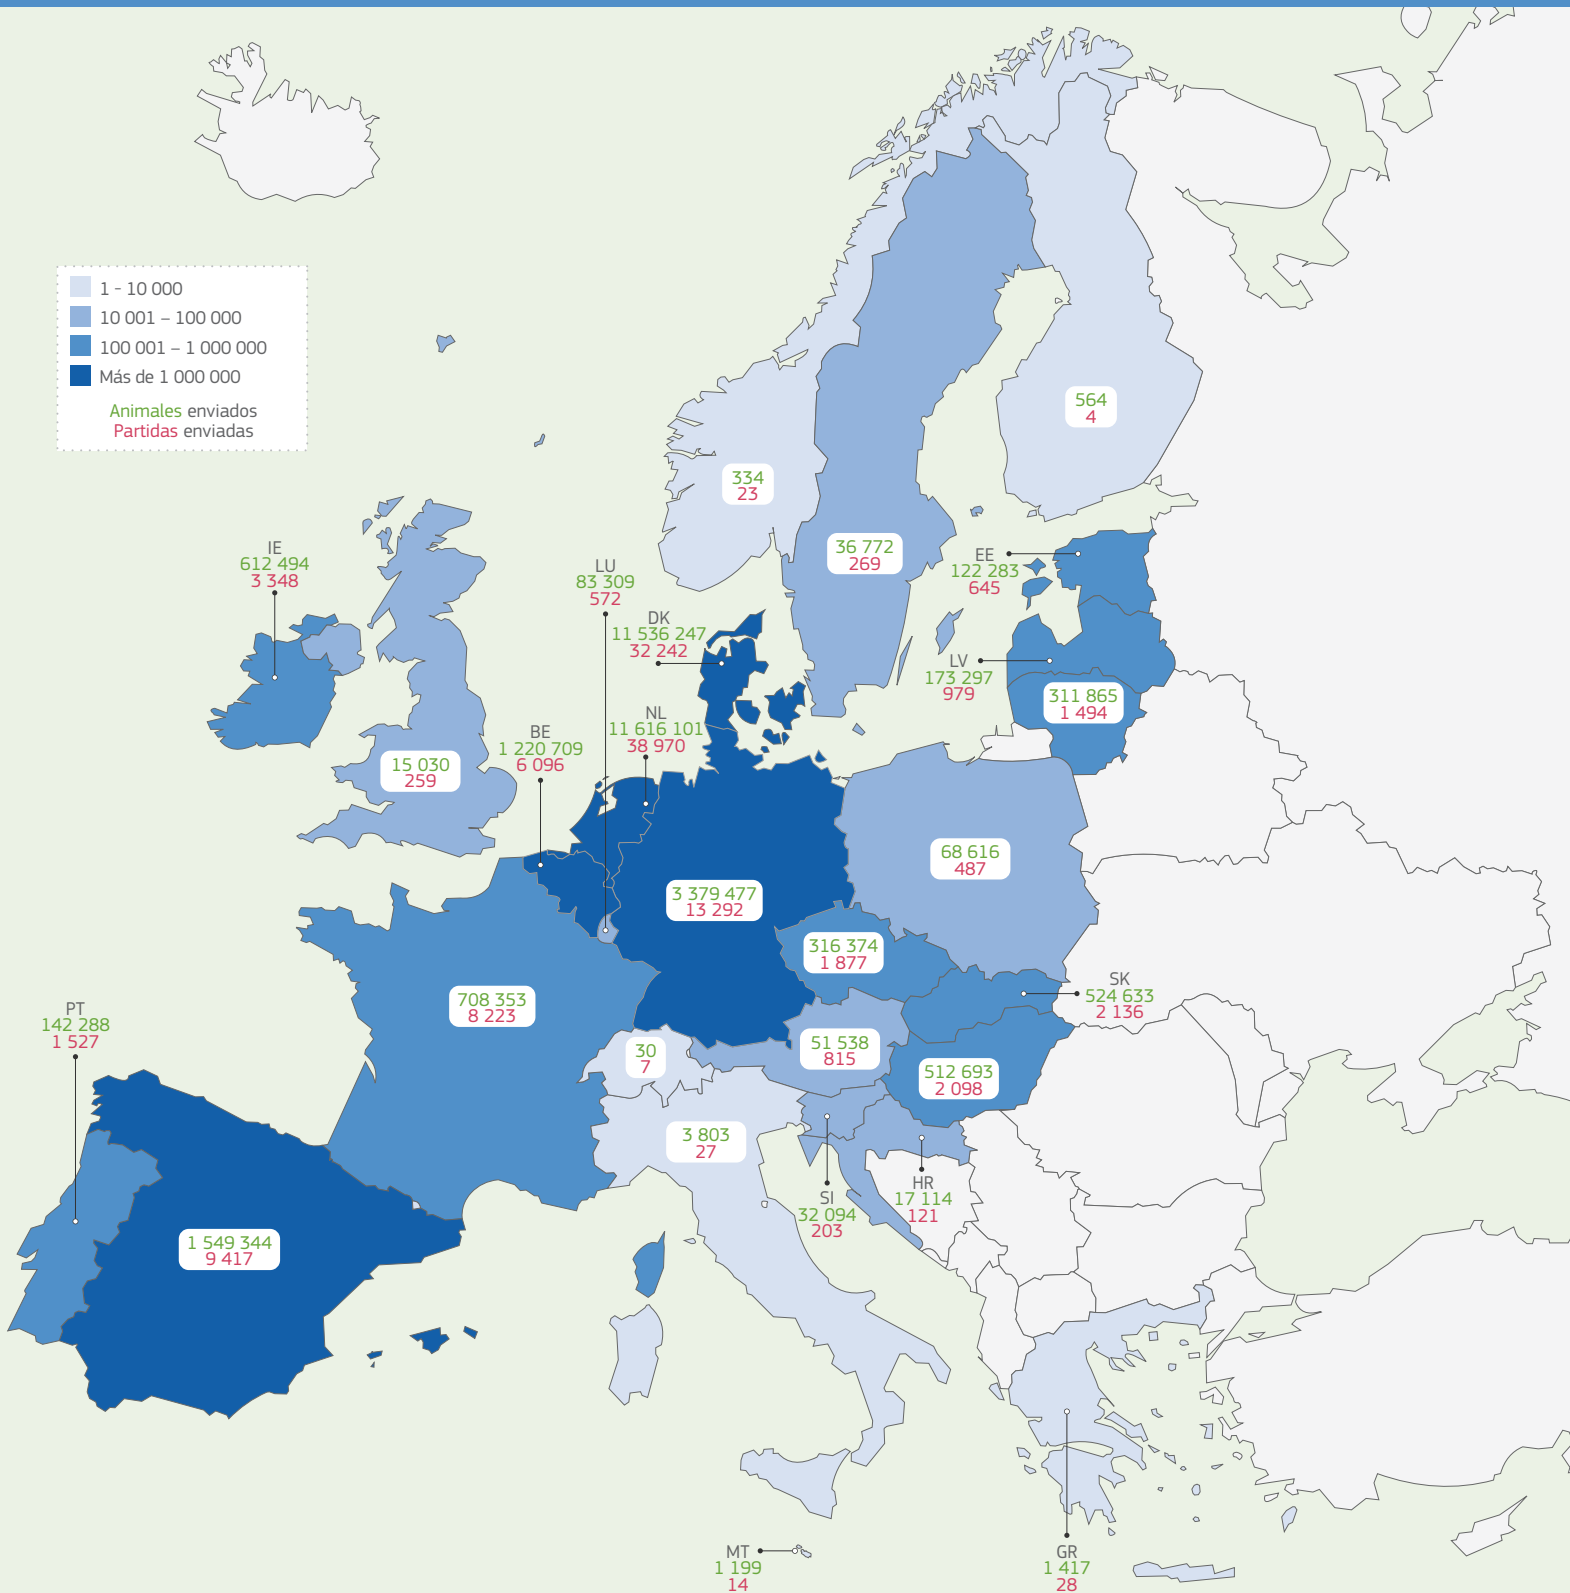 1 - 10 000
10 001 – 100 000
100 001 – 1 000 000
Más de 1 000 000
Animales enviados
Partidas enviadas
564
4
334
23
36 772
269
IE
612 494
3 348
LU
83 309
572
EE
122 283
645
DK
11 536 247
32 242
LV
173 297
979
311 865
1 494
NL
11 616 101
38 970
BE
1 220 709
6 096
15 030
259
68 616
487
3 379 477
13 292
316 374
1 877
SK
524 633
2 136
708 353
8 223
PT
142 288
1 527
30
7
51 538
815
512 693
2 098
3 803
27
SI
32 094
203
HR
17 114
121
1 549 344
9 417
MT
1 199
14
GR
1 417
28